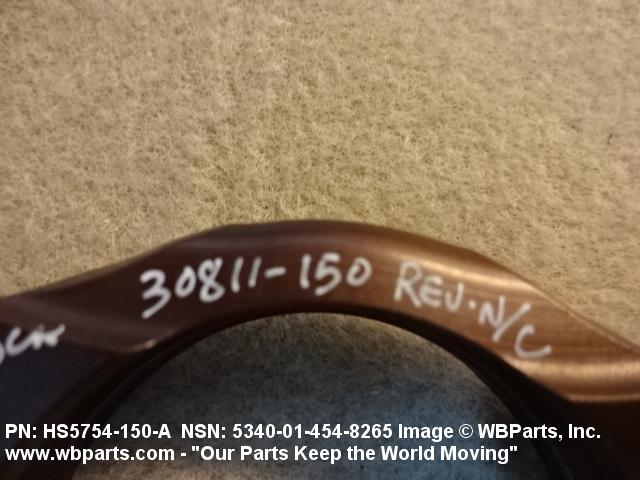 30811-150 REV. N/C
PN: HS5754-150-A NSN: 5340-01-454-8265 Image © WBParts, Inc.
www.wbparts.com - "Our Parts Keep the World Moving"